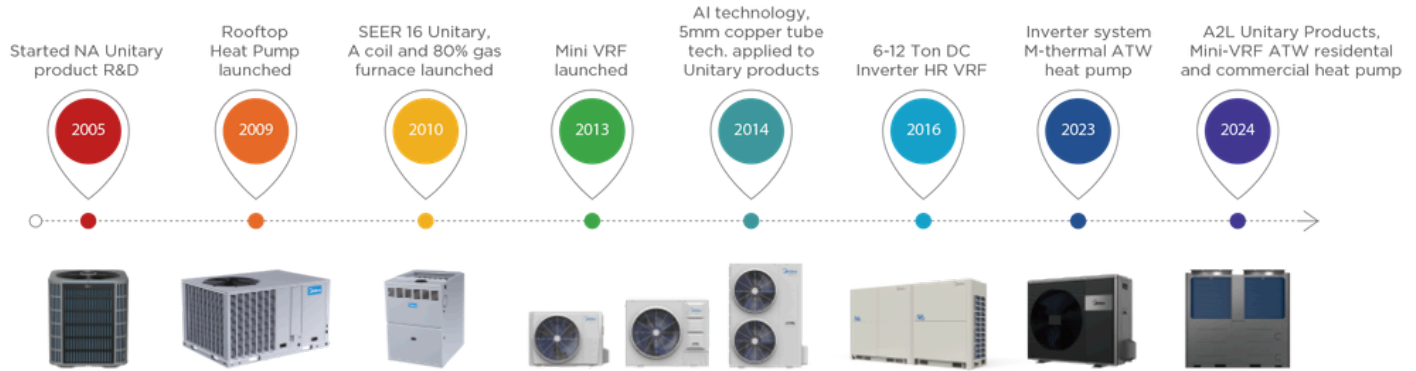 Started NA Unitary
product R&D
Rooftop
Heat Pump
launched
SEER 16 Unitary,
A coil and 80% gas
furnace launched
Mini VRF
launched
AI technology,
5mm copper tube
tech. applied to
Unitary products
6-12 Ton DC
Inverter HR VRF
Inverter system
M-thermal ATW
heat pump
A2L Unitary Products,
Mini-VRF ATW residental
and commercial heat pump
2005
2009
2010
2013
2014
2016
2023
2024